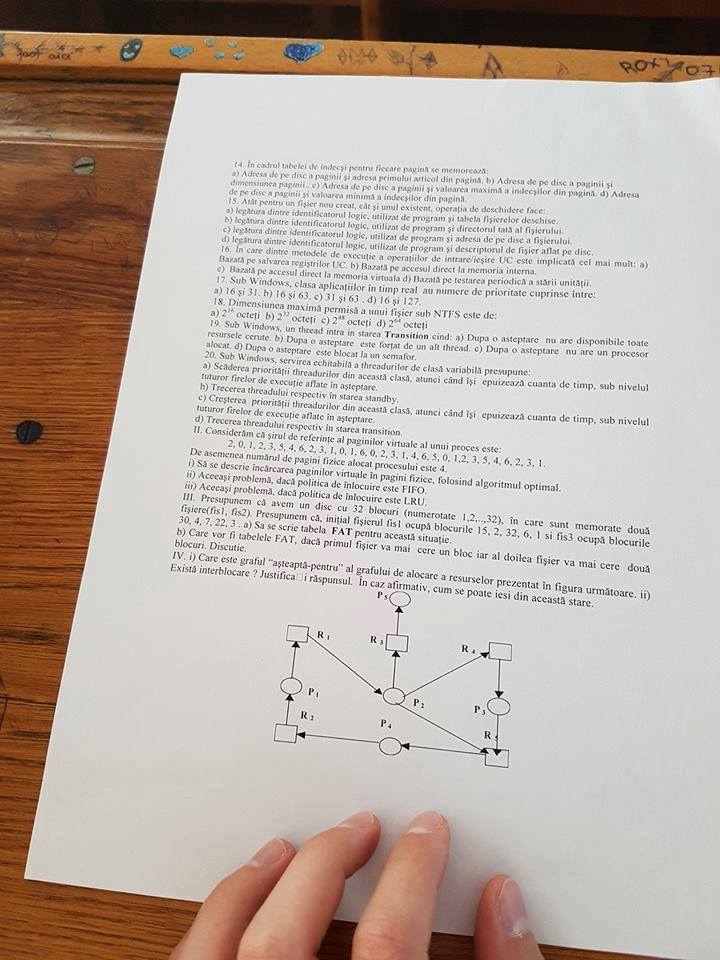 ROXI 07
14. În cadrul tabelei de indecşi pentru fiecare pagină se memorează:
a) Adresa de pe disc a paginii şi adresa primului articol din pagină. b) Adresa de pe disc a paginii şi
dimensiunea paginii.. c) Adresa de pe disc a paginii şi valoarea maximă a indecşilor din pagină. d) Adresa
de pe disc a paginii şi valoarea minimă a indecşilor din pagină.
15. Atât pentru un fişier nou creat, cât şi unul existent, operaţia de deschidere face:
a) legătura dintre identificatorul logic, utilizat de program şi tabela fişierelor deschise.
b) legătura dintre identificatorul logic, utilizat de program şi directorul tată al fişierului.
c) legătura dintre identificatorul logic, utilizat de program şi adresa de pe disc a fişierului.
d) legătura dintre identificatorul logic, utilizat de program şi descriptorul de fişier aflat pe disc.
16. În care dintre metodele de execuţie a operaţiilor de intrare/ieşire UC este implicată cel mai mult: a)
Bazată pe salvarea regiştrilor UC. b) Bazată pe accesul direct la memoria interna.
c) Bazată pe accesul direct la memoria virtuala d) Bazată pe testarea periodică a stării unităţii.
17. Sub Windows, clasa aplicaţiilor în timp real au numere de prioritate cuprinse între:
a) 16 şi 31. b) 16 şi 63. c) 31 şi 63 . d) 16 şi 127.
18. Dimensiunea maximă permisă a unui fişier sub NTFS este de:
a) 2^16 octeţi b) 2^32 octeţi c) 2^48 octeţi d) 2^64 octeţi
19. Sub Windows, un thread intra in starea Transition cind: a) Dupa o asteptare nu are disponibile toate
resursele cerute. b) Dupa o asteptare este forţat de un alt thread. c) Dupa o asteptare nu are un procesor
alocat. d) Dupa o asteptare este blocat la un semafor.
20. Sub Windows, servirea echitabilă a threadurilor de clasă variabilă presupune:
a) Scăderea priorităţii threadurilor din această clasă, atunci când îşi epuizează cuanta de timp, sub nivelul
tuturor firelor de execuţie aflate în aşteptare.
b) Trecerea threadului respectiv în starea standby.
c) Creşterea priorităţii threadurilor din această clasă, atunci când îşi epuizează cuanta de timp, sub nivelul
tuturor firelor de execuţie aflate în aşteptare.
d) Trecerea threadului respectiv in starea transition.
II. Considerăm că şirul de referinţe al paginilor virtuale al unui proces este:
2, 0, 1, 2, 3, 5, 4, 6, 2, 3, 1, 0, 1, 6, 0, 2, 3, 1, 4, 6, 5, 0, 1,2, 3, 5, 4, 6, 2, 3, 1.
De asemenea numărul de pagini fizice alocat procesului este 4.
i) Să se descrie încărcarea paginilor virtuale în pagini fizice, folosind algoritmul optimal.
ii) Aceeaşi problemă, dacă politica de înlocuire este FIFO.
iii) Aceeaşi problemă, dacă politica de înlocuire este LRU.
III. Presupunem că avem un disc cu 32 blocuri (numerotate 1,2,..,32), în care sunt memorate două
fişiere(fis1, fis2). Presupunem că, iniţial fişierul fis1 ocupă blocurile 15, 2, 32, 6, 1 si fis3 ocupă blocurile
30, 4, 7, 22, 3 . a) Sa se scrie tabela FAT pentru această situaţie.
b) Care vor fi tabelele FAT, dacă primul fişier va mai cere un bloc iar al doilea fişier va mai cere două
blocuri. Discutie.
IV. i) Care este graful “aşteaptă-pentru” al grafului de alocare a resurselor prezentat în figura următoare. ii)
Există interblocare ? Justifica□i răspunsul. În caz afirmativ, cum se poate iesi din această stare.
P5
R1
R3
R4
P1
P2
P3
R2
P4
R5